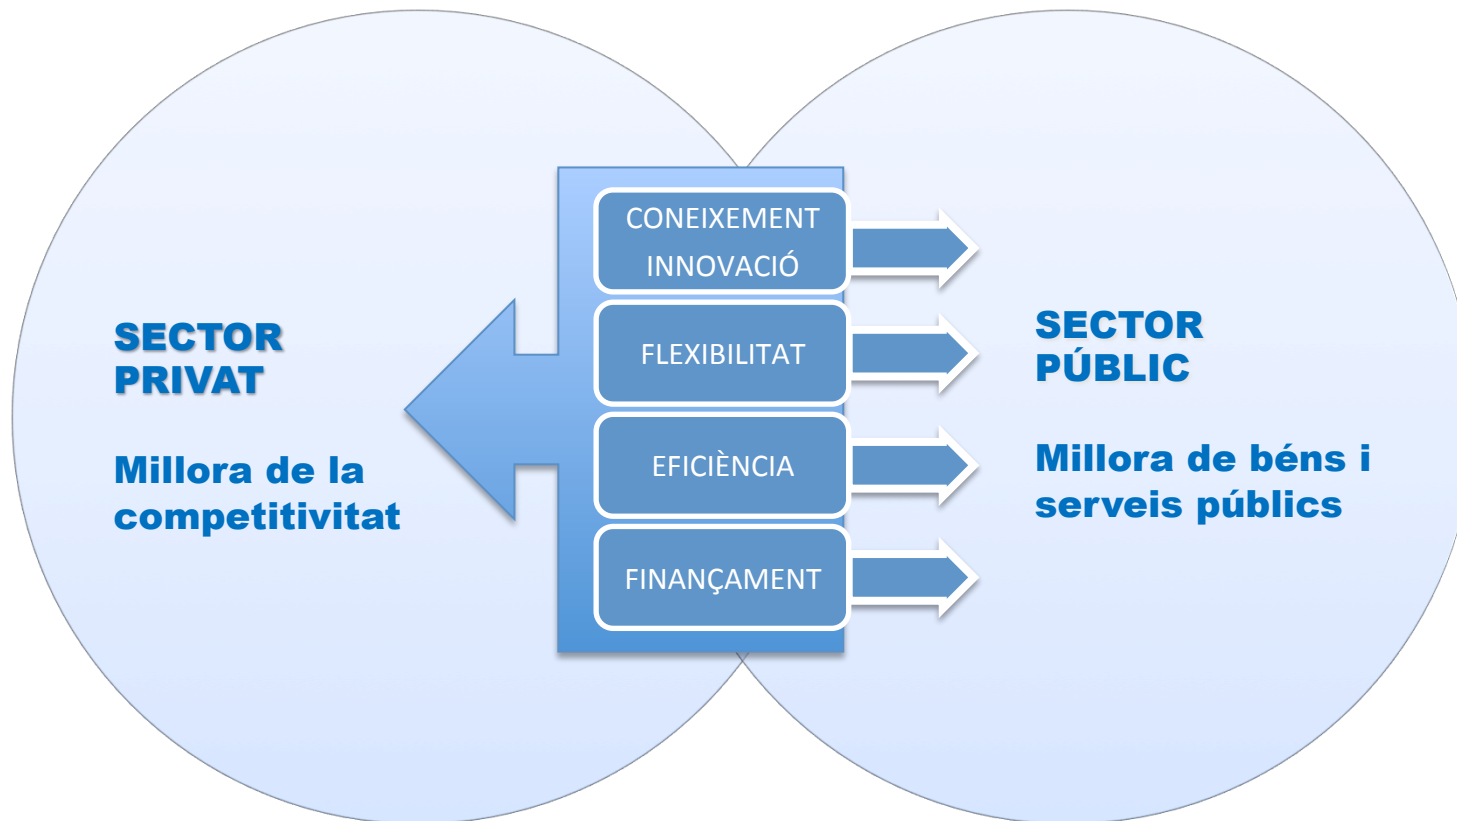 SECTOR
PRIVAT
Millora de la
competitivitat
CONEIXEMENT
INNOVACIÓ
FLEXIBILITAT
EFICIÈNCIA
FINANÇAMENT
SECTOR
PÚBLIC
Millora de béns i
serveis públics